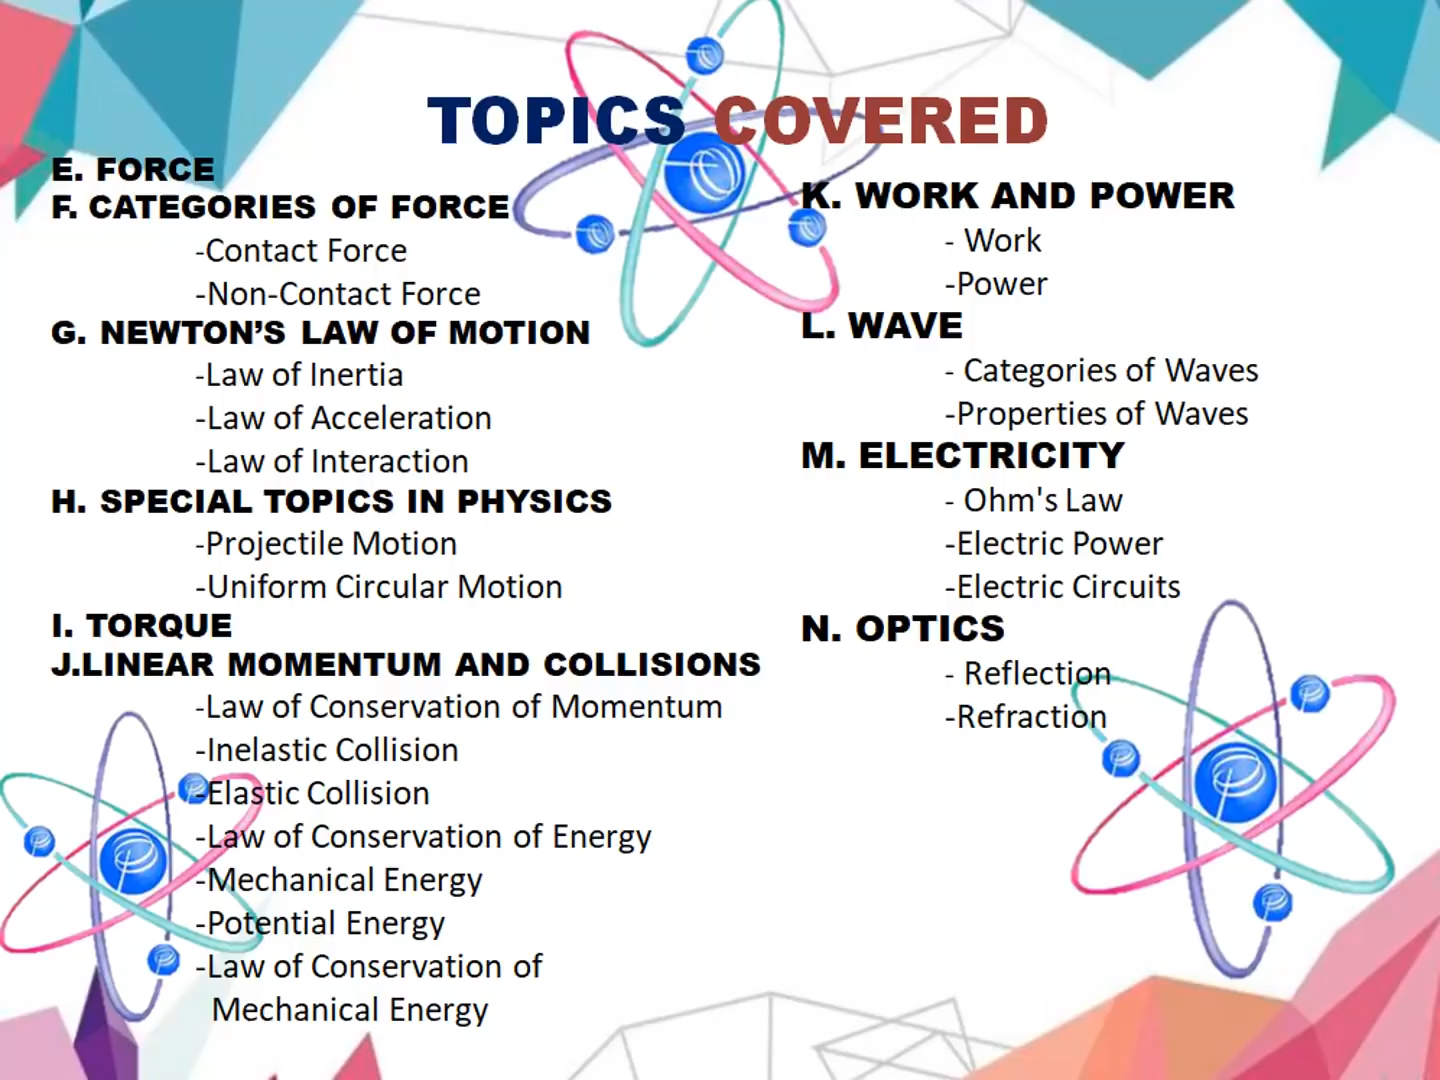 TOPICS COVERED
E. FORCE
F. CATEGORIES OF FORCE
-Contact Force
-Non-Contact Force
G. NEWTON’S LAW OF MOTION
-Law of Inertia
-Law of Acceleration
-Law of Interaction
H. SPECIAL TOPICS IN PHYSICS
-Projectile Motion
-Uniform Circular Motion
I. TORQUE
J.LINEAR MOMENTUM AND COLLISIONS
-Law of Conservation of Momentum
-Inelastic Collision
-Elastic Collision
-Law of Conservation of Energy
-Mechanical Energy
-Potential Energy
-Law of Conservation of
Mechanical Energy
K. WORK AND POWER
- Work
-Power
L. WAVE
- Categories of Waves
-Properties of Waves
M. ELECTRICITY
- Ohm's Law
-Electric Power
-Electric Circuits
N. OPTICS
- Reflection
-Refraction